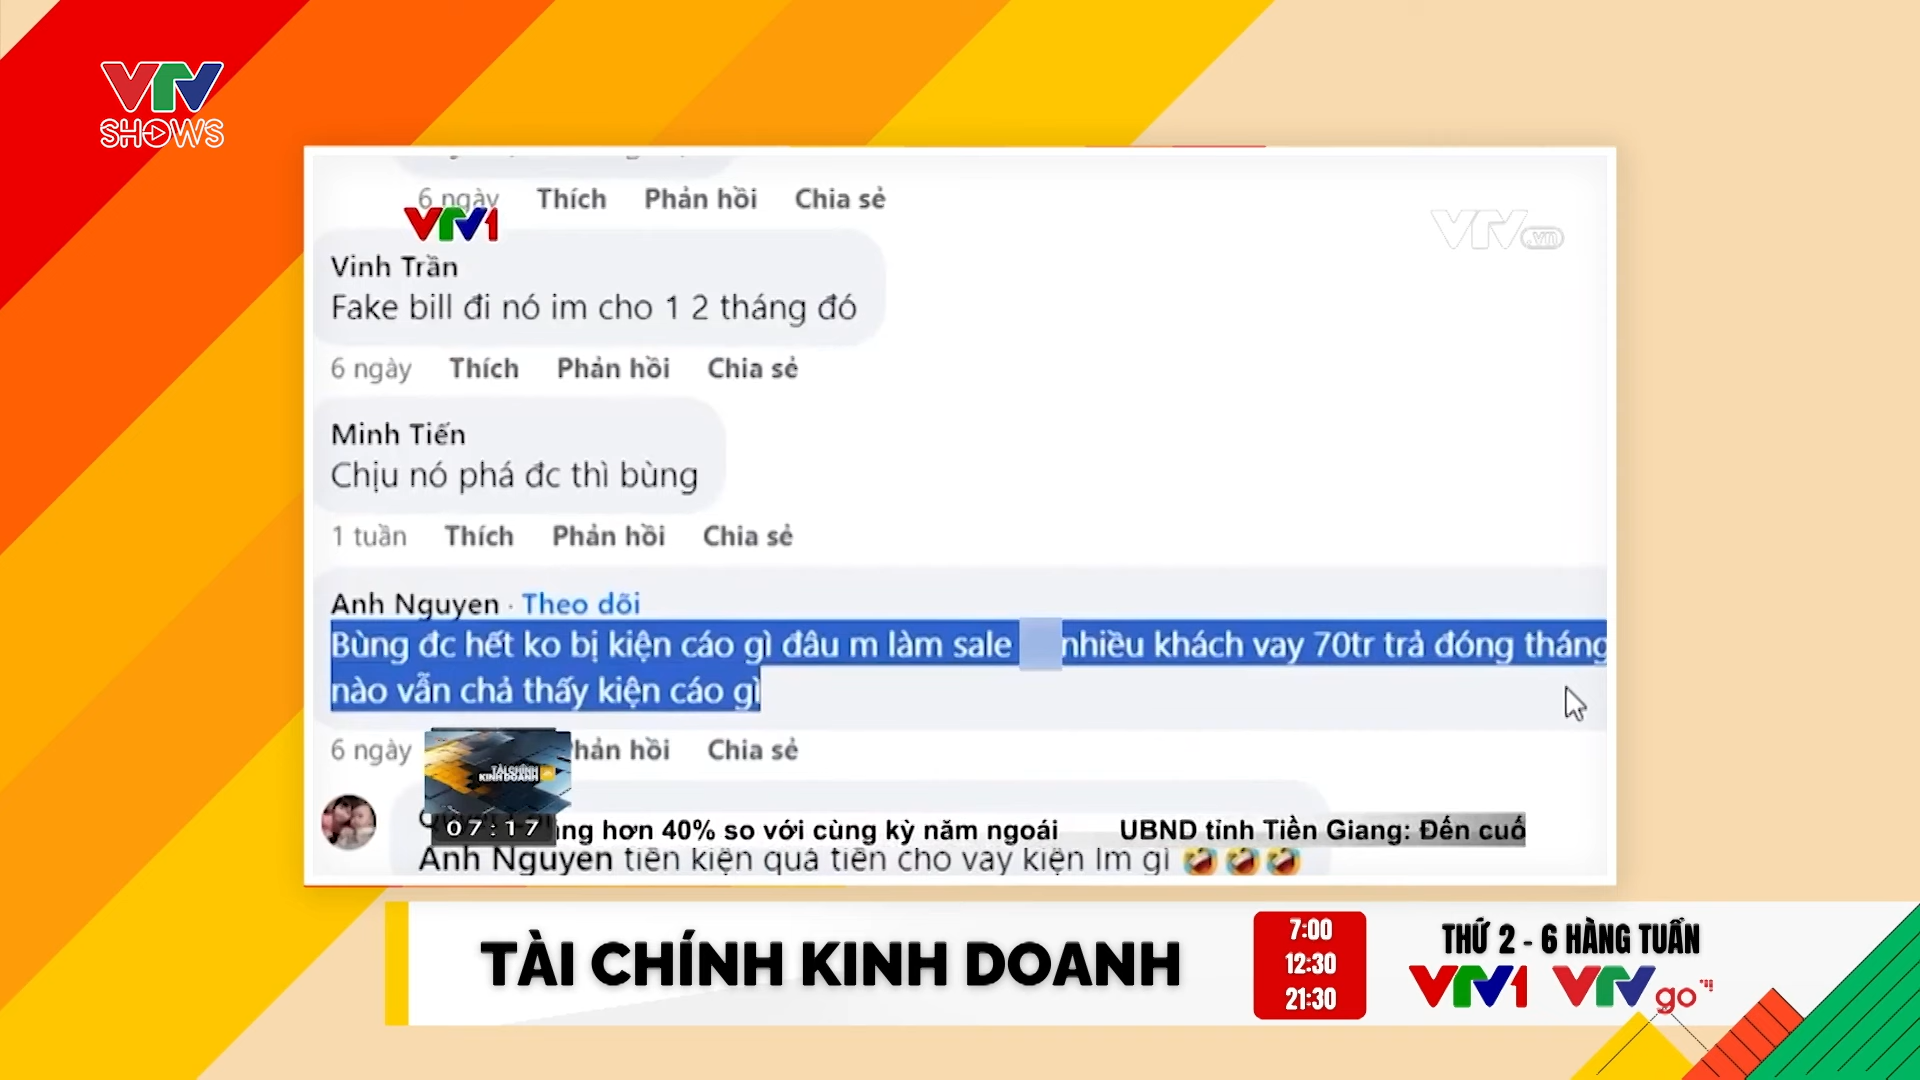 VTV
SHOWS
6 ngày Thích Phản hồi Chia sẻ
VTV1
VTV.vn
Vinh Trần
Fake bill đi nó im cho 1 2 tháng đó
6 ngày Thích Phản hồi Chia sẻ
Minh Tiến
Chịu nó phá đc thì bùng
1 tuần Thích Phản hồi Chia sẻ
Anh Nguyen · Theo dõi
Bùng đc hết ko bị kiện cáo gì đâu m làm sale nhiều khách vay 70tr trả đóng tháng
nào vẫn chả thấy kiện cáo gì
6 ngày Phản hồi Chia sẻ
TÀI CHÍNH
KINH DOANH
07:17 hơn 40% so với cùng kỳ năm ngoái UBND tỉnh Tiền Giang: Đến
Anh Nguyen tiền kiện quá tiền cho vay kiện lm gì 🤣🤣🤣
TÀI CHÍNH KINH DOANH
7:00
12:30
21:30
THỨ 2 - 6 HÀNG TUẦN
VTV1 VTVgo